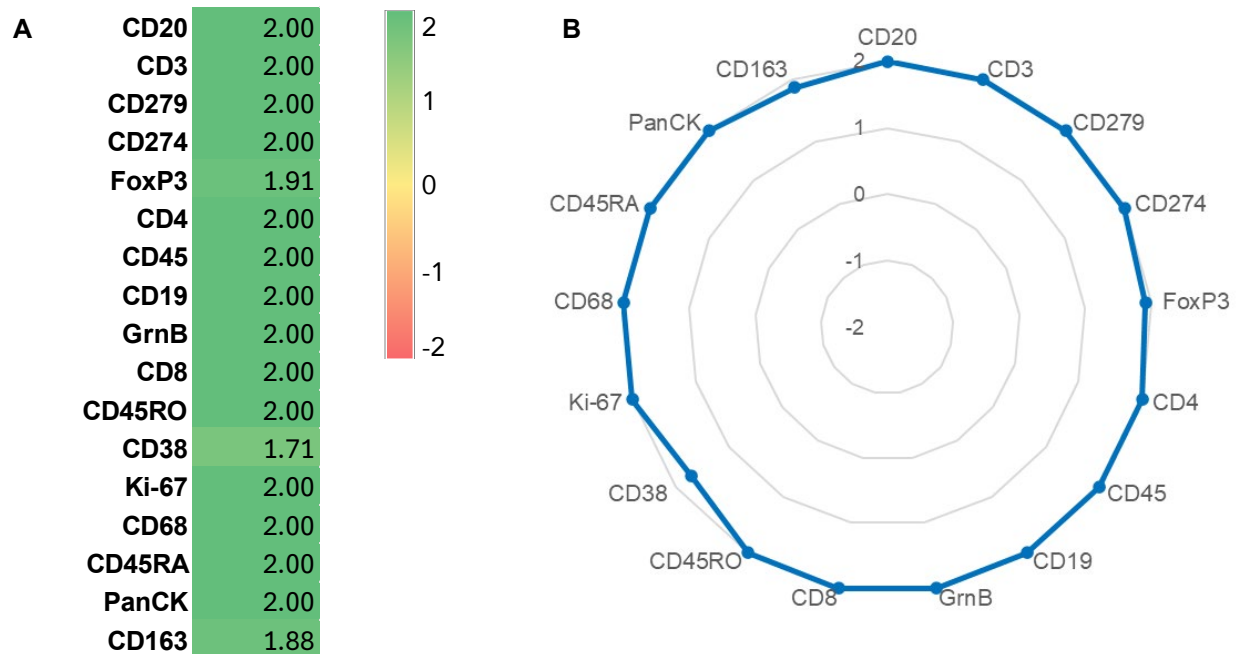 A
CD20 2.00
CD3 2.00
CD279 2.00
CD274 2.00
FoxP3 1.91
CD4 2.00
CD45 2.00
CD19 2.00
GrnB 2.00
CD8 2.00
CD45RO 2.00
CD38 1.71
Ki-67 2.00
CD68 2.00
CD45RA 2.00
PanCK 2.00
CD163 1.88
2
1
0
-1
-2
B
CD20
CD3
CD279
CD274
FoxP3
CD4
CD45
CD19
GrnB
CD8
CD45RO
CD38
Ki-67
CD68
CD45RA
PanCK
CD163
2
1
0
-1
-2